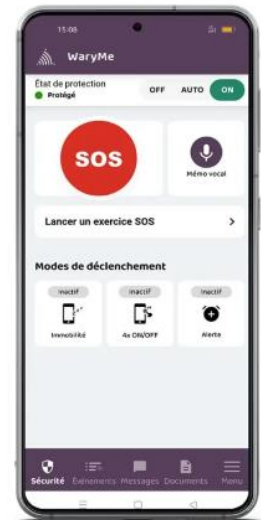 15:08
WaryMe
État de protection
Protégé
OFF AUTO ON
SOS
Mémo vocal
Lancer un exercice SOS >
Modes de déclenchement
Inactif Inactif Inactif
Immobilité 4x ON/OFF Alerte
Sécurité Événements Messages Documents Menu